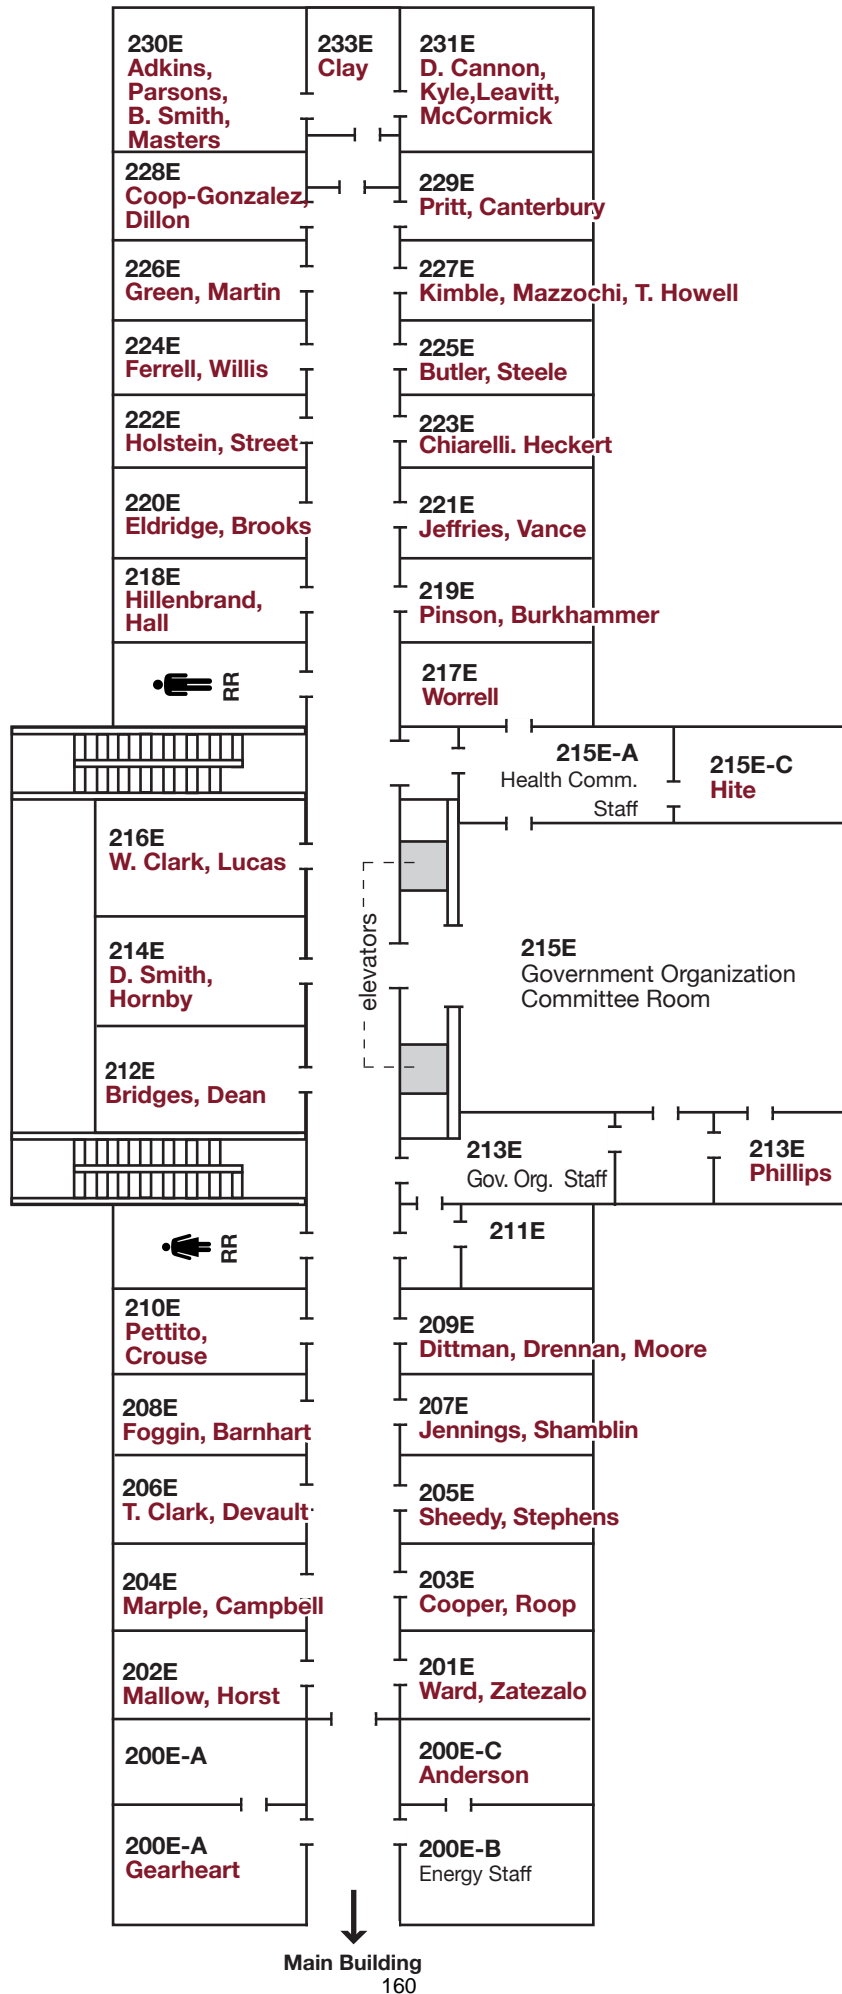 230E
Adkins,
Parsons,
B. Smith,
Masters
233E
Clay
231E
D. Cannon,
Kyle,Leavitt,
McCormick
228E
Coop-Gonzalez,
Dillon
229E
Pritt, Canterbury
226E
Green, Martin
227E
Kimble, Mazzochi, T. Howell
224E
Ferrell, Willis
225E
Butler, Steele
222E
Holstein, Street
223E
Chiarelli. Heckert
220E
Eldridge, Brooks
221E
Jeffries, Vance
218E
Hillenbrand,
Hall
219E
Pinson, Burkhammer
RR
217E
Worrell
215E-A
Health Comm.
Staff
215E-C
Hite
216E
W. Clark, Lucas
elevators
214E
D. Smith,
Hornby
215E
Government Organization
Committee Room
212E
Bridges, Dean
213E
Gov. Org. Staff
213E
Phillips
RR
211E
210E
Pettito,
Crouse
209E
Dittman, Drennan, Moore
208E
Foggin, Barnhart
207E
Jennings, Shamblin
206E
T. Clark, Devault
205E
Sheedy, Stephens
204E
Marple, Campbell
203E
Cooper, Roop
202E
Mallow, Horst
201E
Ward, Zatezalo
200E-A
200E-C
Anderson
200E-A
Gearheart
200E-B
Energy Staff
Main Building
160